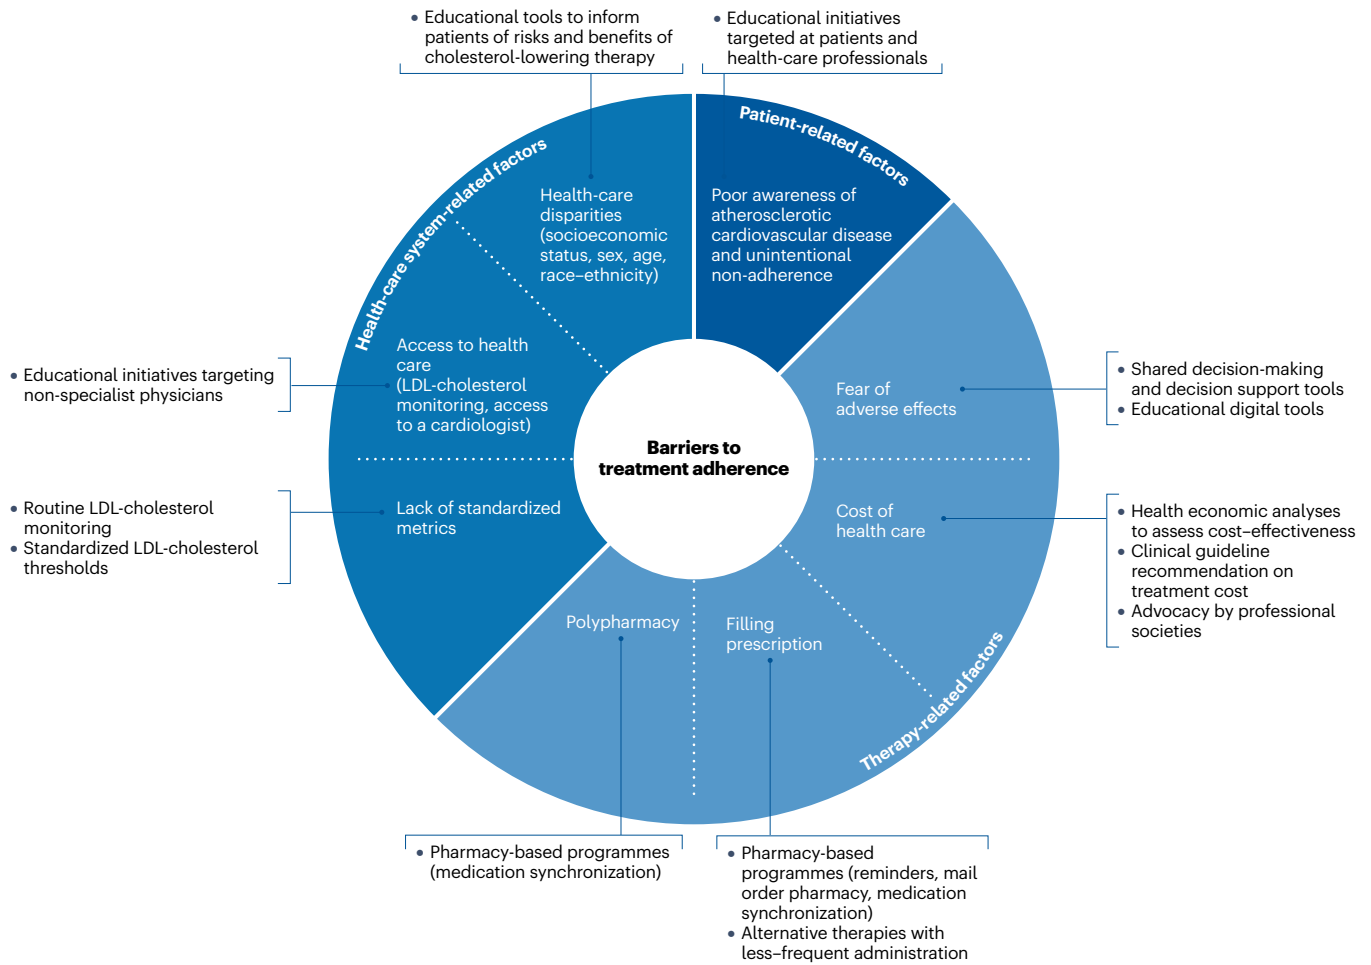 • Educational tools to inform
patients of risks and benefits of
cholesterol-lowering therapy
• Educational initiatives
targeted at patients and
health-care professionals
Patient-related factors
Poor awareness of
atherosclerotic
cardiovascular disease
and unintentional
non-adherence
Health-care system-related factors
Health-care
disparities
(socioeconomic
status, sex, age,
race–ethnicity)
Access to health
care
(LDL-cholesterol
monitoring, access
to a cardiologist)
• Educational initiatives targeting
non-specialist physicians
Lack of standardized
metrics
• Routine LDL-cholesterol
monitoring
• Standardized LDL-cholesterol
thresholds
Barriers to
treatment adherence
Fear of
adverse effects
• Shared decision-making
and decision support tools
• Educational digital tools
Cost of
health care
• Health economic analyses
to assess cost–effectiveness
• Clinical guideline
recommendation on
treatment cost
• Advocacy by professional
societies
Therapy-related factors
Polypharmacy
Filling
prescription
• Pharmacy-based programmes
(medication synchronization)
• Pharmacy-based
programmes (reminders, mail
order pharmacy, medication
synchronization)
• Alternative therapies with
less–frequent administration